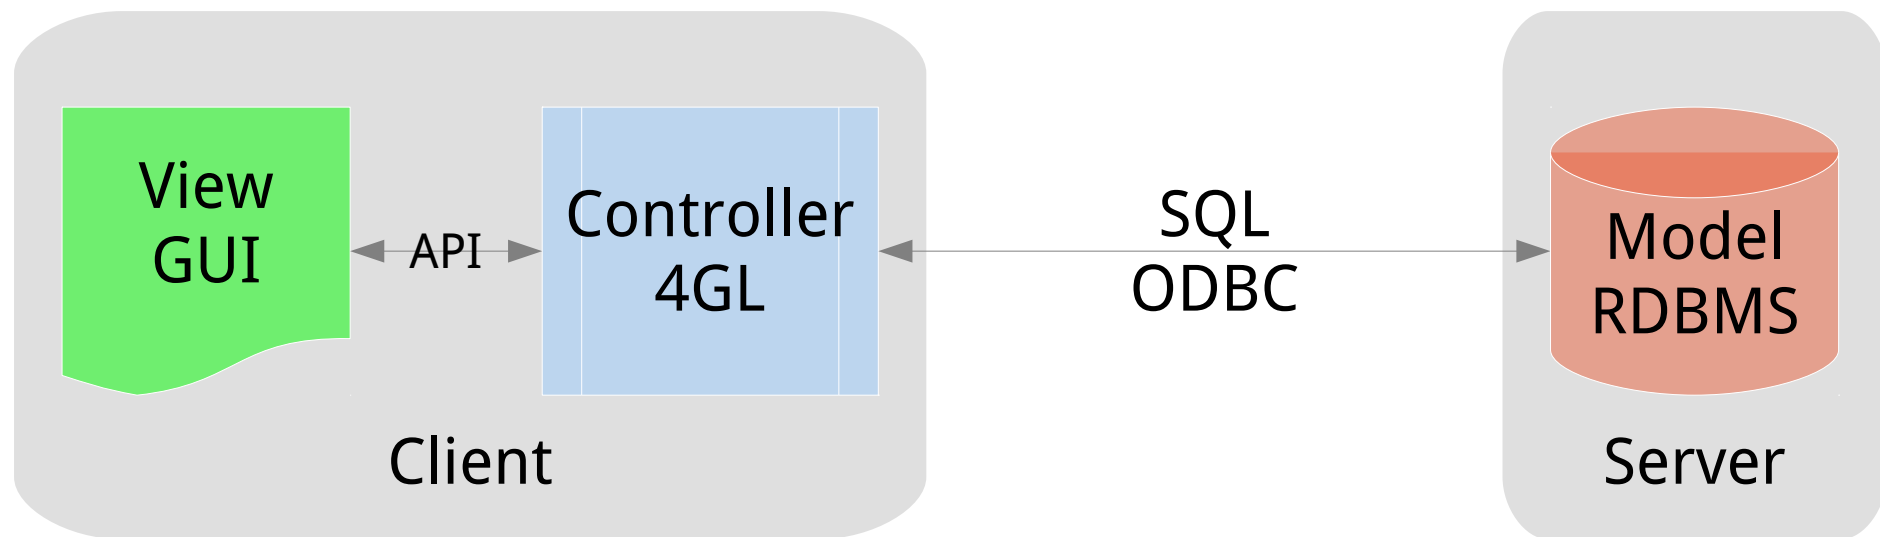 View
GUI
API
Controller
4GL
SQL
ODBC
Model
RDBMS
Client
Server